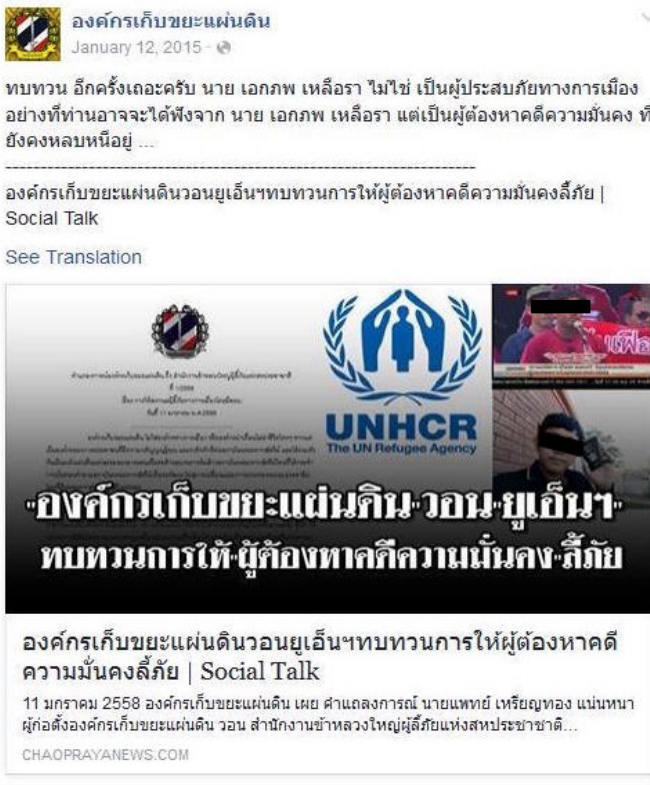 องค์กรเก็บขยะแผ่นดิน
January 12, 2015
ทบทวน อีกครั้งเถอะครับ นาย เอกภพ เหลือรา ไม่ใช่ เป็นผู้ประสบภัยทางการเมือง
อย่างที่ท่านอาจจะได้ฟังจาก นาย เอกภพ เหลือรา แต่เป็นผู้ต้องหาคดีความมั่นคง ที่
ยังคงหลบหนีอยู่ ...
--------------------------------------------------------------------
องค์กรเก็บขยะแผ่นดินวอนยูเอ็นฯทบทวนการให้ผู้ต้องหาคดีความมั่นคงลี้ภัย |
Social Talk
See Translation
UNHCR
The UN Refugee Agency
"องค์กรเก็บขยะแผ่นดิน"วอน"ยูเอ็นฯ"
ทบทวนการให้"ผู้ต้องหาคดีความมั่นคง"ลี้ภัย
องค์กรเก็บขยะแผ่นดินวอนยูเอ็นฯทบทวนการให้ผู้ต้องหาคดี
ความมั่นคงลี้ภัย | Social Talk
11 มกราคม 2558 องค์กรเก็บขยะแผ่นดิน เผย คำแถลงการณ์ นายแพทย์ เหรียญทอง แน่นหนา
ผู้ก่อตั้งองค์กรเก็บขยะแผ่นดิน วอน สำนักงานข้าหลวงใหญ่ผู้ลี้ภัยแห่งสหประชาชาติ...
CHAOPRAYANEWS.COM